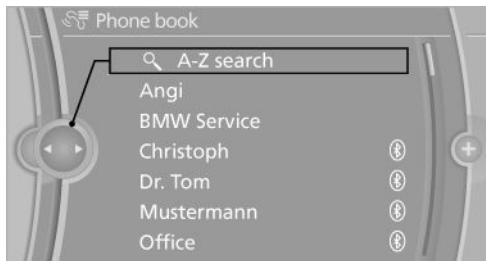 Phone book
A-Z search
Angi
BMW Service
Christoph
Dr. Tom
Mustermann
Office